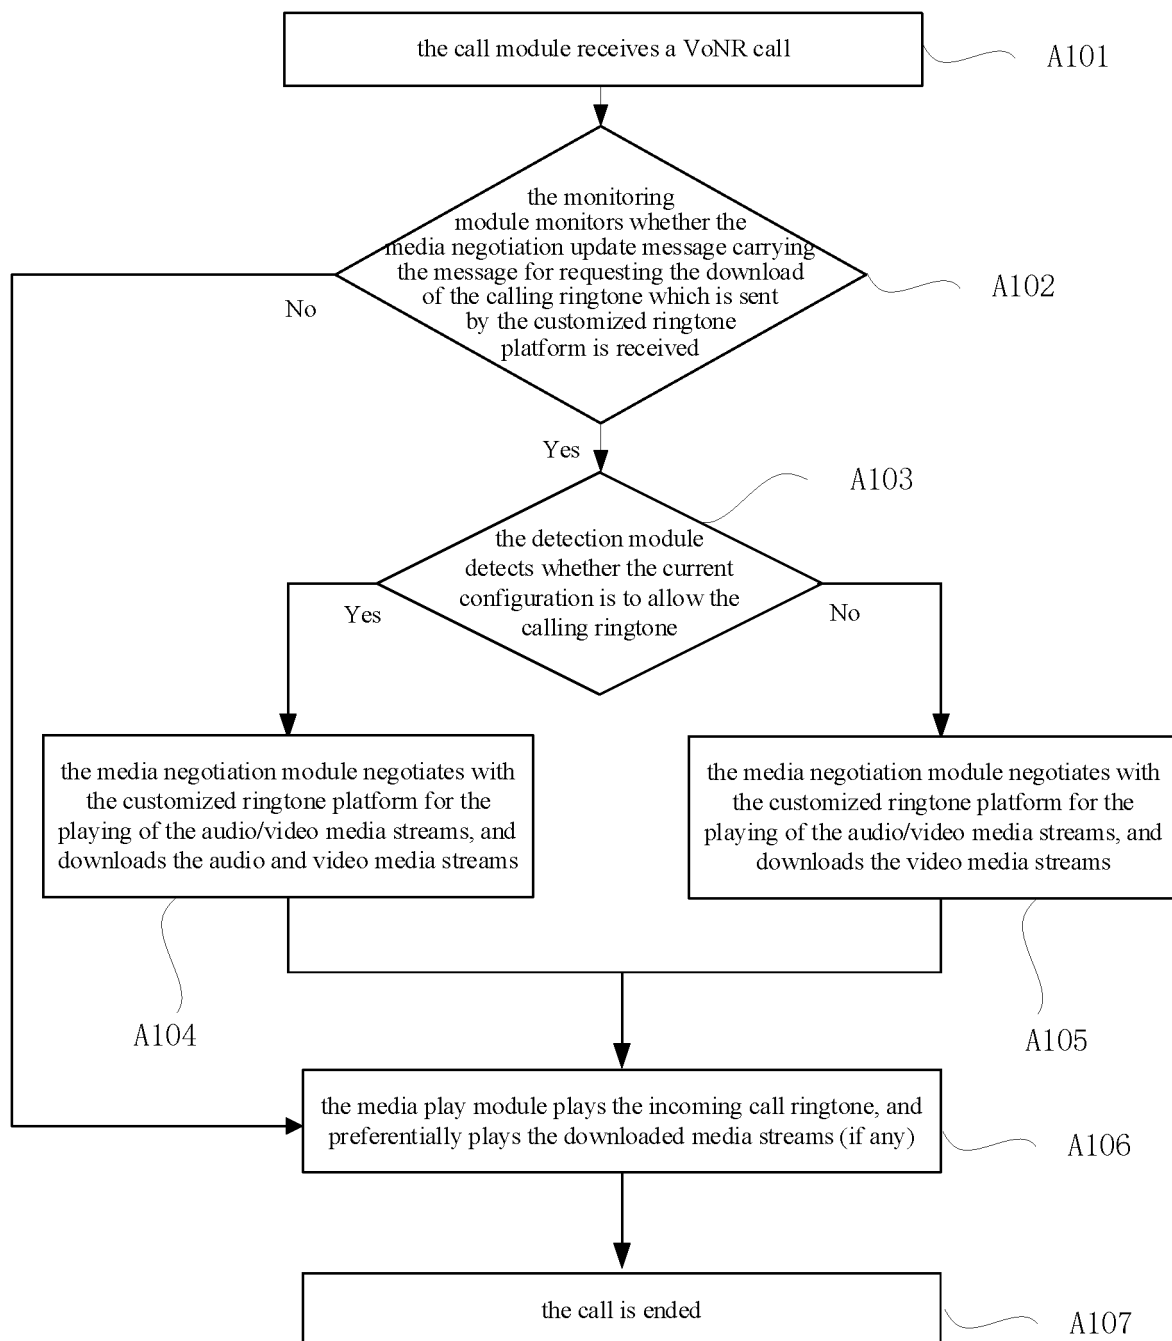 the call module receives a VoNR call
A101
the monitoring
module monitors whether the
media negotiation update message carrying
the message for requesting the download
of the calling ringtone which is sent
by the customized ringtone
platform is received
A102
No
Yes
A103
the detection module
detects whether the current
configuration is to allow the
calling ringtone
Yes
No
the media negotiation module negotiates with
the customized ringtone platform for the
playing of the audio/video media streams, and
downloads the audio and video media streams
the media negotiation module negotiates with
the customized ringtone platform for the
playing of the audio/video media streams, and
downloads the video media streams
A104
A105
the media play module plays the incoming call ringtone, and
preferentially plays the downloaded media streams (if any)
A106
the call is ended
A107